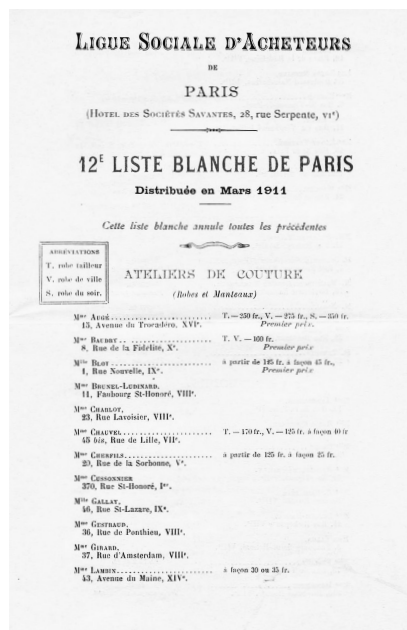 LIGUE SOCIALE D'ACHETEURS
DE
PARIS
(HOTEL DES SOCIÉTÉS SAVANTES, 28, rue Serpente, VIe)
12E LISTE BLANCHE DE PARIS
Distribuée en Mars 1911
Cette liste blanche annule toutes les précédentes
ABRÉVIATIONS
T. robe tailleur
V. robe de ville
S. robe du soir.
ATELIERS DE COUTURE
(Robes et Manteaux)
Mme AUGÉ.......................... T. — 250 fr., V. — 275 fr., S. — 350 fr.
15, Avenue du Trocadéro, XVIe. Premier prix.
Mme BAUDRY.......................... T. V. — 160 fr.
8, Rue de la Fidélité, Xe. Premier prix
Mlle BLOT.......................... à partir de 125 fr. à façon 45 fr.,
1, Rue Nouvelle, IXe. Premier prix
Mme BRUNEL-LUDINARD.
11, Faubourg St-Honoré, VIIIe.
Mme CHARLOT,
23, Rue Lavoisier, VIIIe.
Mme CHAUVEL.......................... T. — 170 fr., V. — 125 fr. à façon 40 fr
45 bis, Rue de Lille, VIIe.
Mme CHERFILS.......................... à partir de 125 fr. à façon 25 fr.
20, Rue de la Sorbonne, Ve.
Mme CUSSONNIER
370, Rue St-Honoré, Ier.
Mlle GALLAY.
46, Rue St-Lazare, IXe.
Mme GESTRAUD.
36, Rue de Ponthieu, VIIIe.
Mme GIRARD.
37, Rue d'Amsterdam, VIIIe.
Mme LAMBIN.......................... à façon 30 ou 35 fr.
43, Avenue du Maine, XIVe.